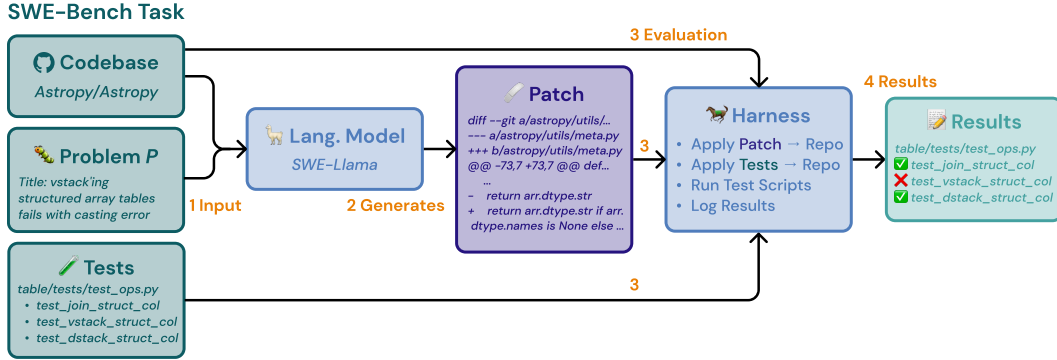 SWE-Bench Task
Codebase
Astropy/Astropy
Problem P
Title: vstack'ing
structured array tables
fails with casting error
Tests
table/tests/test_ops.py
• test_join_struct_col
• test_vstack_struct_col
• test_dstack_struct_col
1 Input
Lang. Model
SWE-Llama
2 Generates
Patch
diff --git a/astropy/utils/...
--- a/astropy/utils/meta.py
+++ b/astropy/utils/meta.py
@@ -73,7 +73,7 @@ def...
...
- return arr.dtype.str
+ return arr.dtype.str if arr.
dtype.names is None else ...
3 Evaluation
3
3
Harness
• Apply Patch → Repo
• Apply Tests → Repo
• Run Test Scripts
• Log Results
4 Results
Results
table/tests/test_ops.py
✅ test_join_struct_col
❌ test_vstack_struct_col
✅ test_dstack_struct_col